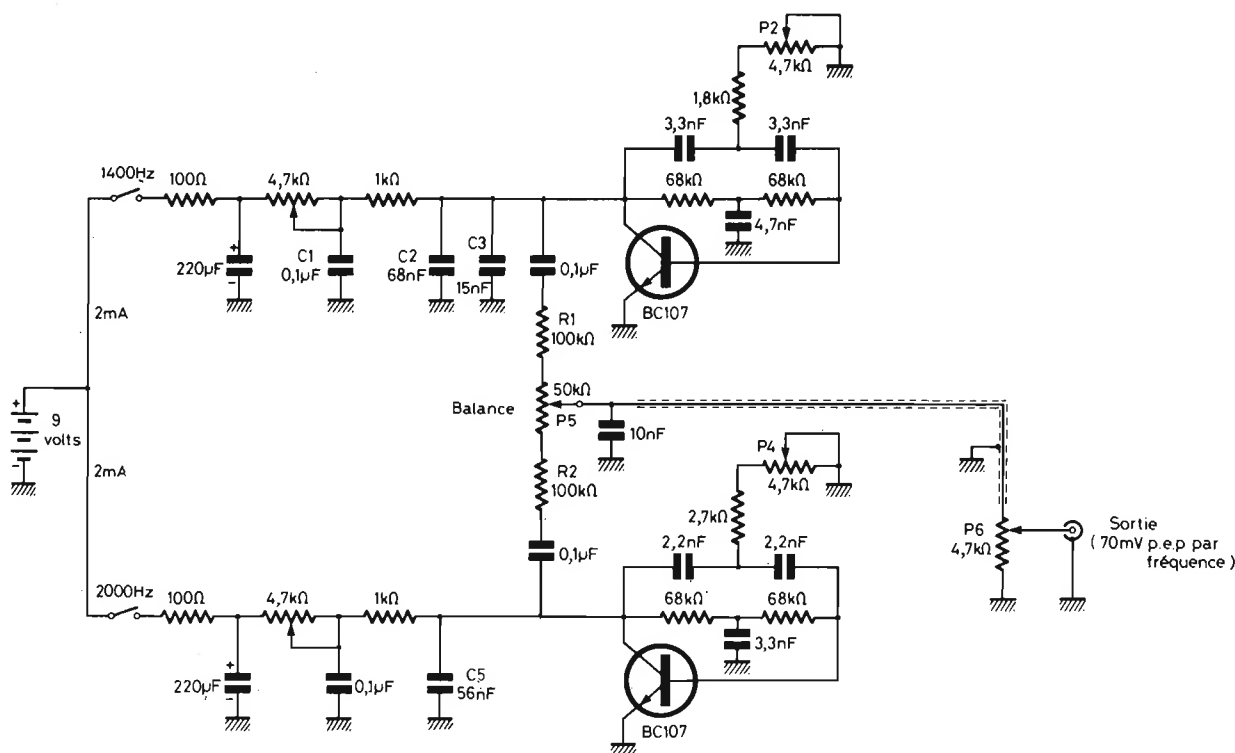 P2
4,7kΩ
1,8kΩ
3,3nF
3,3nF
1400Hz
100Ω
4,7kΩ
1kΩ
68kΩ
68kΩ
4,7nF
+
220µF
-
C1
0,1µF
C2
68nF
C3
15nF
0,1µF
BC107
2mA
R1
100kΩ
50kΩ
Balance
P5
+
9
volts
-
10nF
P4
4,7kΩ
2mA
R2
100kΩ
2,7kΩ
P6
4,7kΩ
Sortie
(70mV p.e.p par
fréquence)
2,2nF
2,2nF
0,1µF
2000Hz
100Ω
4,7kΩ
1kΩ
68kΩ
68kΩ
3,3nF
+
220µF
-
0,1µF
C5
56nF
BC107